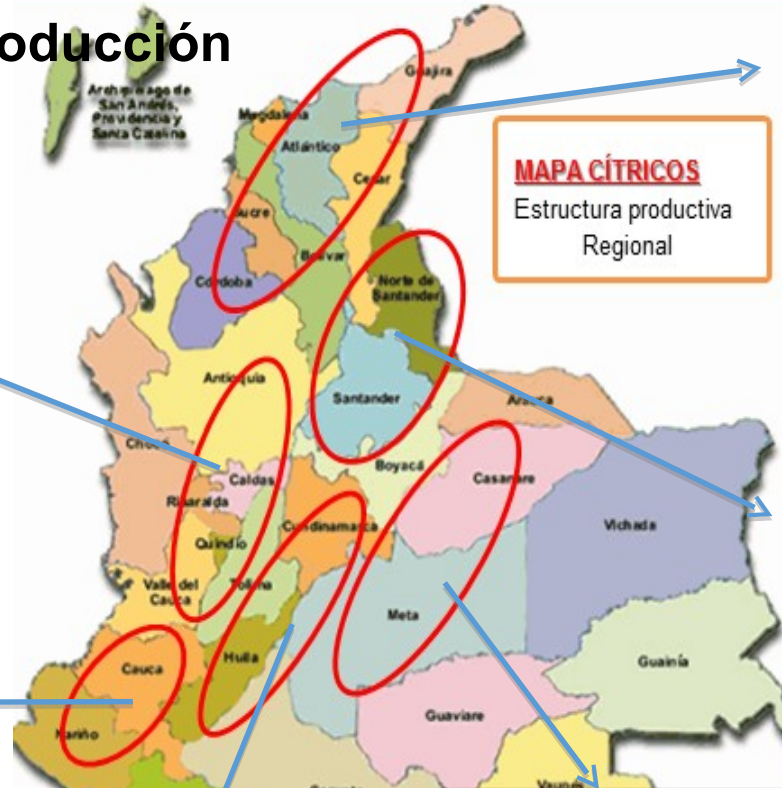 oducción
Archipiélago de
San Andrés,
Providencia y
Santa Catalina
Guajira
Magdalena
Atlántico
Cesar
MAPA CÍTRICOS
Estructura productiva
Regional
Sucre
Bolívar
Córdoba
Norte de
Santander
Antioquia
Santander
Arauca
Chocó
Boyacá
Caldas
Casanare
Risaralda
Cundinamarca
Vichada
Quindío
Valle del
Cauca
Tolima
Meta
Huila
Cauca
Guainía
Guaviare
Nariño
Vaupés